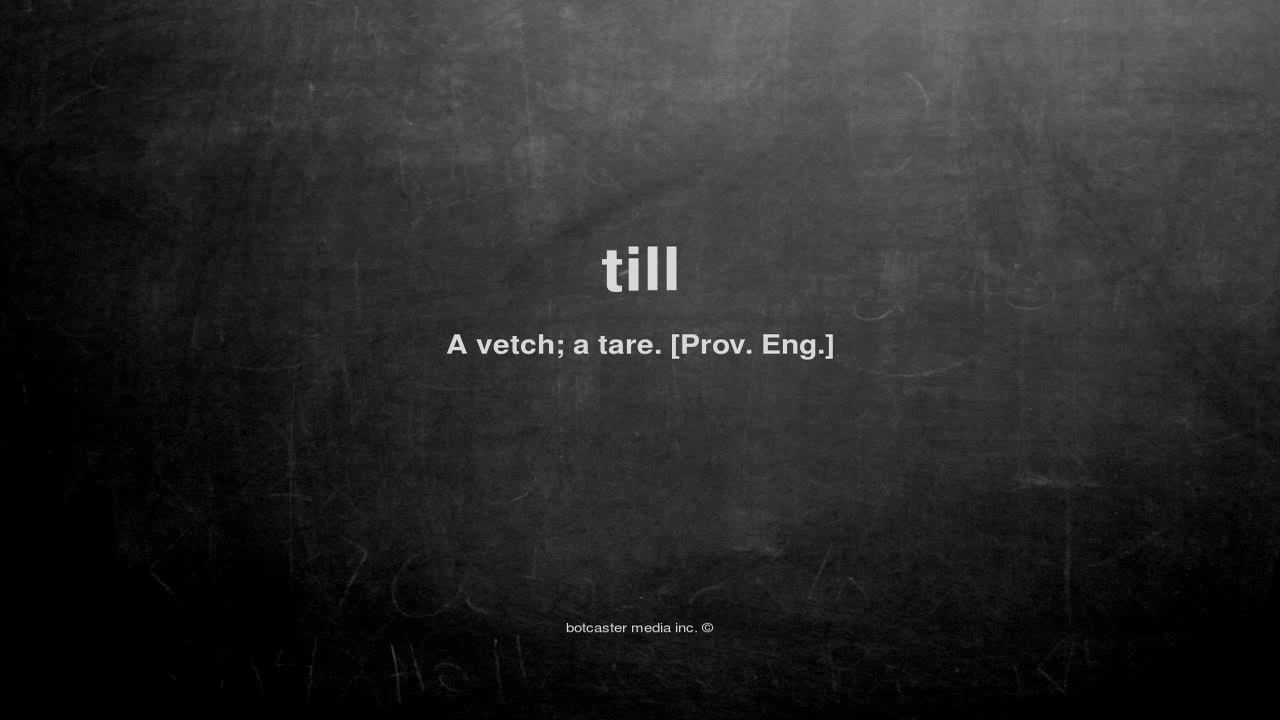 till
A vetch; a tare. [Prov. Eng.]
botcaster media inc. ©